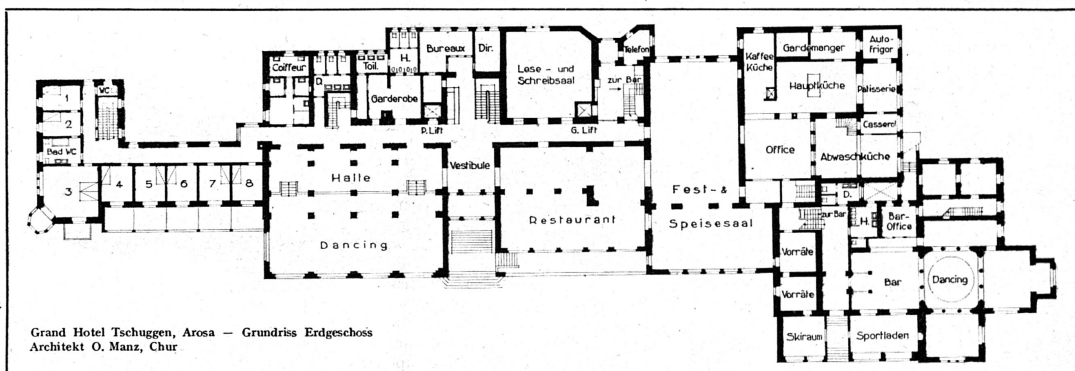 Coiffeur
D.
Toil.
H.
Bureaux
Dir.
Garderobe
P. Lift
Lese - und
Schreibsaal
G. Lift
Telefon
zur Bar
Kaffee
Küche
Gardemanger
Auto-
frigor
Hauptküche
Patisserie
Casserol
Office
Abwaschküche
WC
1
2
Bad WC
3
4
5
6
7
8
Halle
Dancing
Vestibule
Restaurant
Fest- &
Speisesaal
D.
zur Bar
H.
Bar-
Office
Vorräte
Vorräte
Bar
Dancing
Skiraum
Sportladen
Grand Hotel Tschuggen, Arosa — Grundriss Erdgeschoss
Architekt O. Manz, Chur